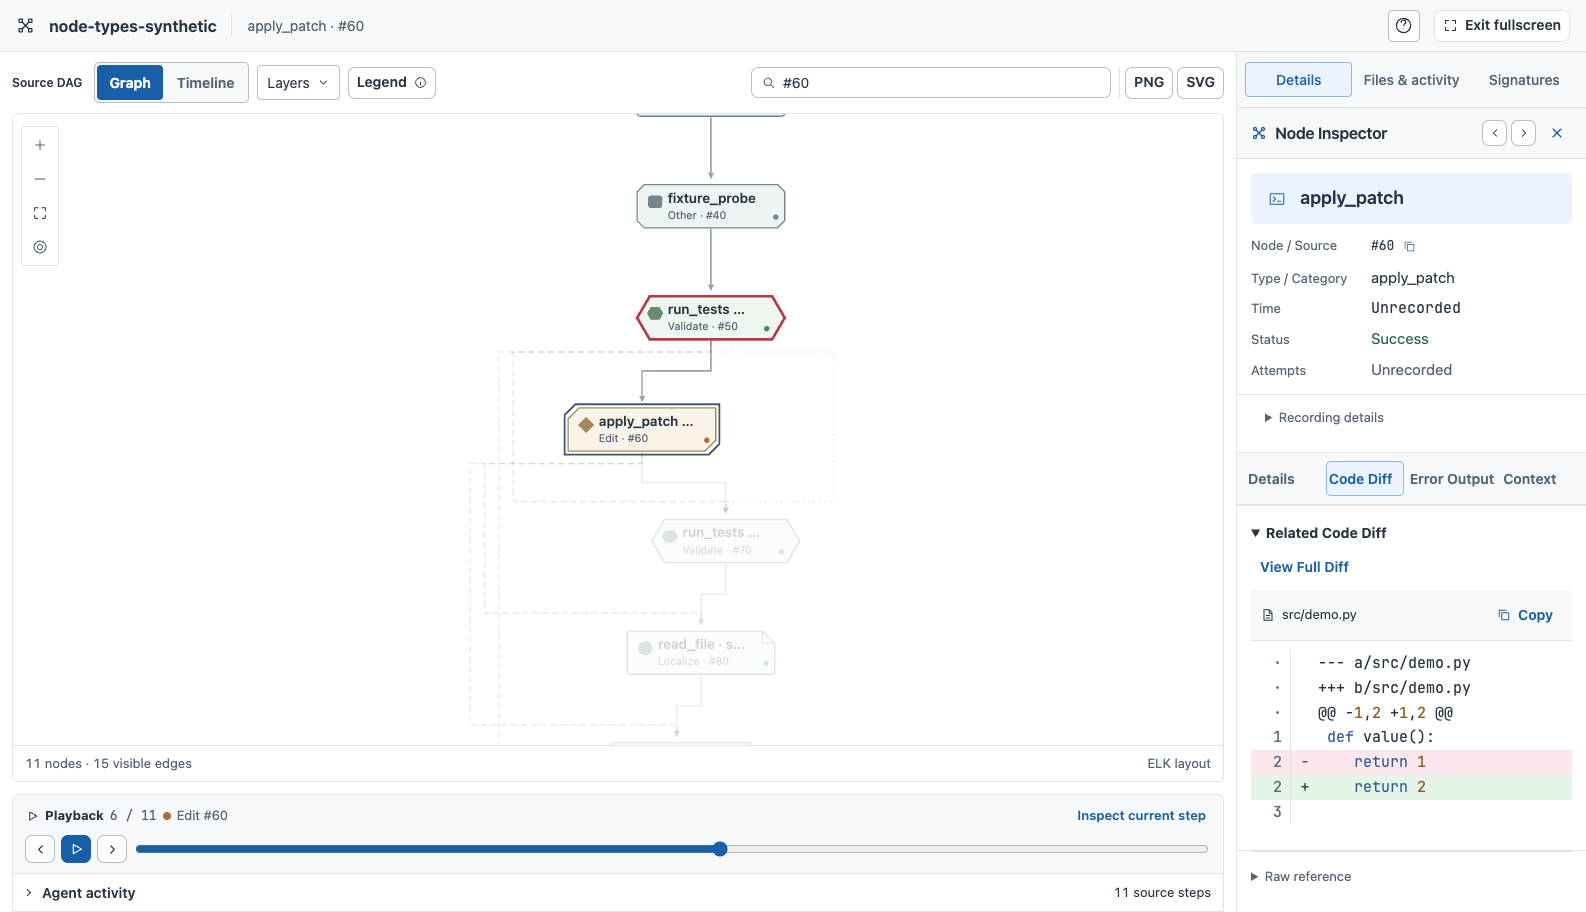 node-types-synthetic
apply_patch · #60
Exit fullscreen
Source DAG
Graph
Timeline
Layers
Legend
#60
PNG
SVG
fixture_probe
Other · #40
run_tests ...
Validate · #50
apply_patch ...
Edit · #60
run_tests ...
Validate · #70
read_file · s...
Localize · #80
11 nodes · 15 visible edges
ELK layout
Playback 6 / 11 Edit #60
Inspect current step
Agent activity
11 source steps
Details
Files & activity
Signatures
Node Inspector
apply_patch
Node / Source #60
Type / Category apply_patch
Time Unrecorded
Status Success
Attempts Unrecorded
Recording details
Details
Code Diff
Error Output
Context
Related Code Diff
View Full Diff
src/demo.py
Copy
· --- a/src/demo.py
· +++ b/src/demo.py
· @@ -1,2 +1,2 @@
1 def value():
2 - return 1
2 + return 2
3
Raw reference